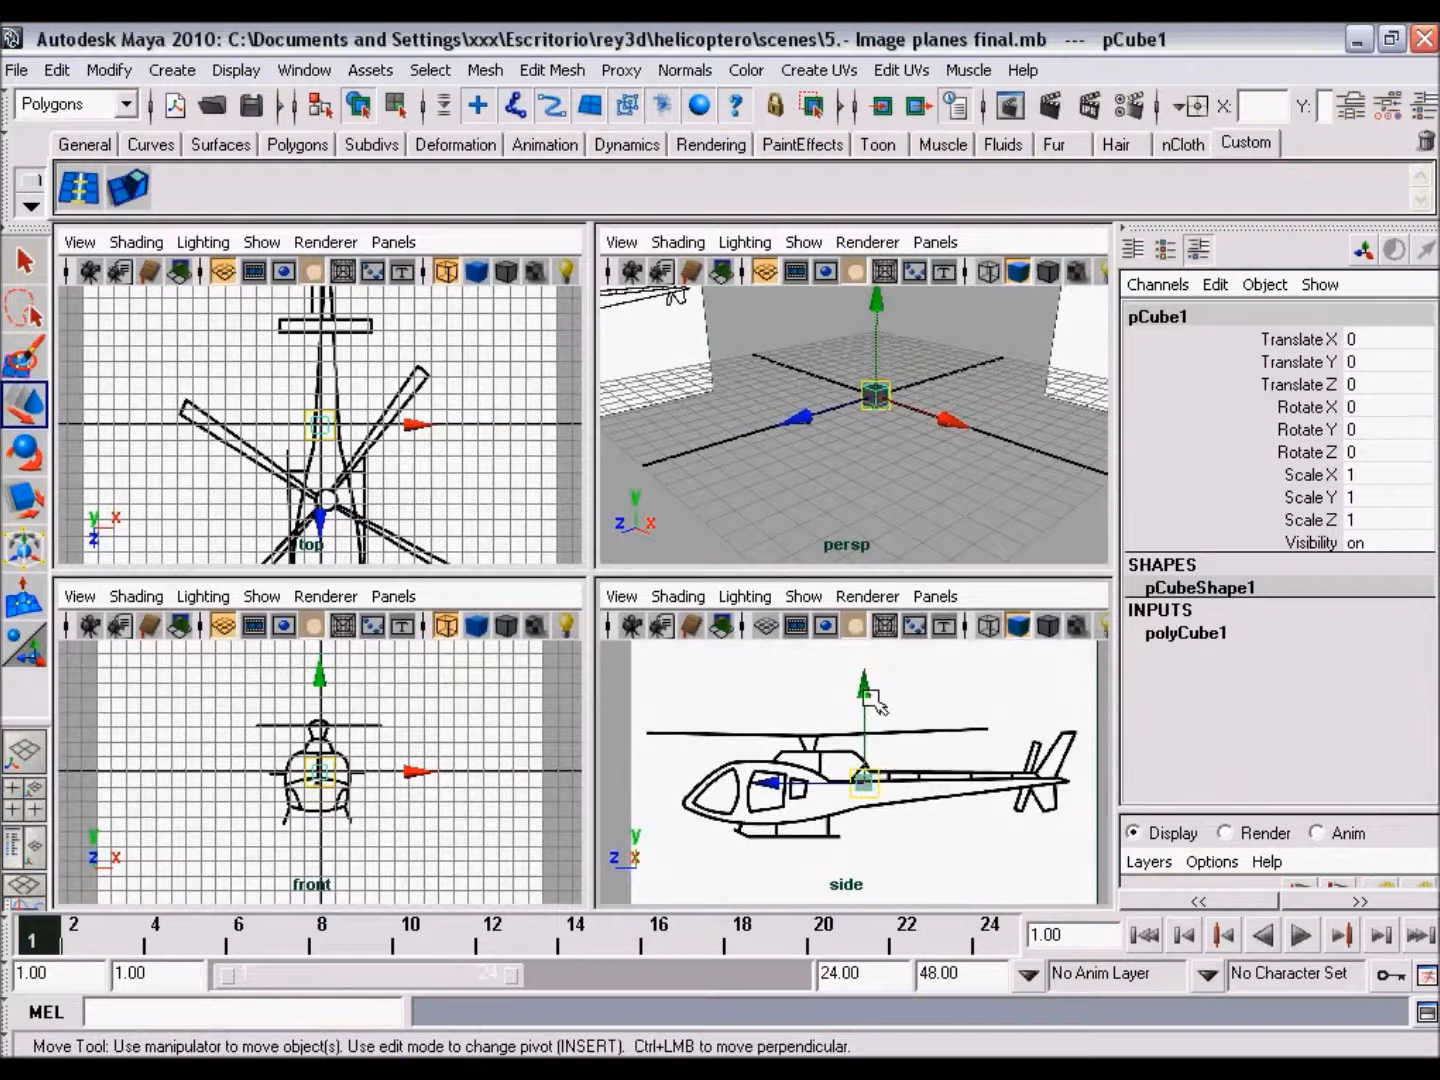 Autodesk Maya 2010: C:\Documents and Settings\xxx\Escritorio\rey3d\helicoptero\scenes\5.- Image planes final.mb   ---   pCube1
File Edit Modify Create Display Window Assets Select Mesh Edit Mesh Proxy Normals Color Create UVs Edit UVs Muscle Help
Polygons X: Y:
General Curves Surfaces Polygons Subdivs Deformation Animation Dynamics Rendering PaintEffects Toon Muscle Fluids Fur Hair nCloth Custom
View Shading Lighting Show Renderer Panels
View Shading Lighting Show Renderer Panels
Channels Edit Object Show
pCube1
Translate X 0
Translate Y 0
Translate Z 0
Rotate X 0
Rotate Y 0
Rotate Z 0
Scale X 1
Scale Y 1
Scale Z 1
Visibility on
SHAPES
pCubeShape1
INPUTS
polyCube1
y x
z
top
y
z x
persp
View Shading Lighting Show Renderer Panels
View Shading Lighting Show Renderer Panels
y
z x
front
y
z x
side
Display Render Anim
Layers Options Help
<< >>
1 2 4 6 8 10 12 14 16 18 20 22 24 1.00
1.00 1.00 1 24 24.00 48.00 No Anim Layer No Character Set
MEL
Move Tool: Use manipulator to move object(s). Use edit mode to change pivot (INSERT).  Ctrl+LMB to move perpendicular.